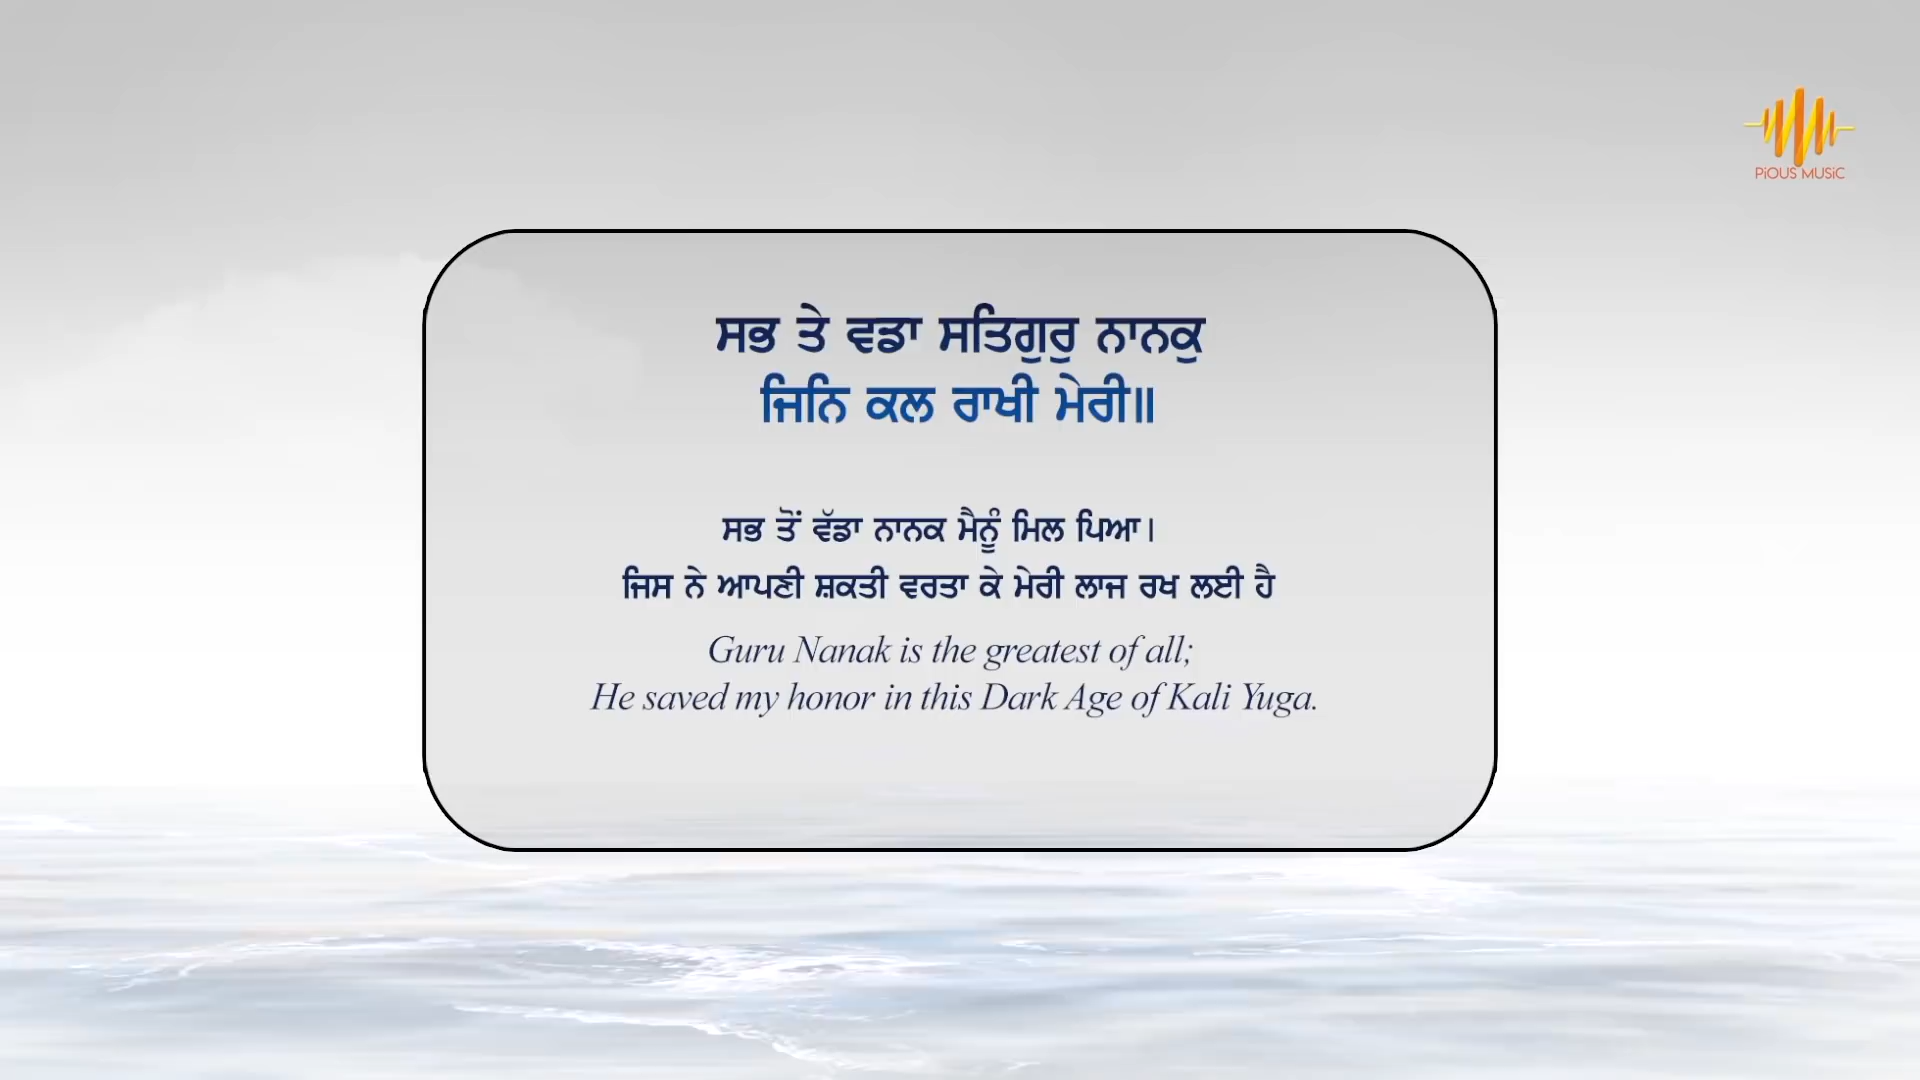 PiOUS MUSiC
ਸਭ ਤੇ ਵਡਾ ਸਤਿਗੁਰੁ ਨਾਨਕੁ
ਜਿਨਿ ਕਲ ਰਾਖੀ ਮੇਰੀ॥
ਸਭ ਤੋਂ ਵੱਡਾ ਨਾਨਕ ਮੈਨੂੰ ਮਿਲ ਪਿਆ।
ਜਿਸ ਨੇ ਆਪਣੀ ਸ਼ਕਤੀ ਵਰਤਾ ਕੇ ਮੇਰੀ ਲਾਜ ਰਖ ਲਈ ਹੈ
Guru Nanak is the greatest of all;
He saved my honor in this Dark Age of Kali Yuga.